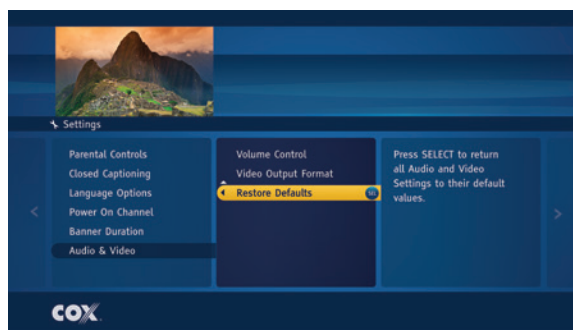 Settings
Parental Controls
Closed Captioning
Language Options
Power On Channel
Banner Duration
Audio & Video
Volume Control
Video Output Format
Restore Defaults
SEL
Press SELECT to return
all Audio and Video
Settings to their default
values.
COX